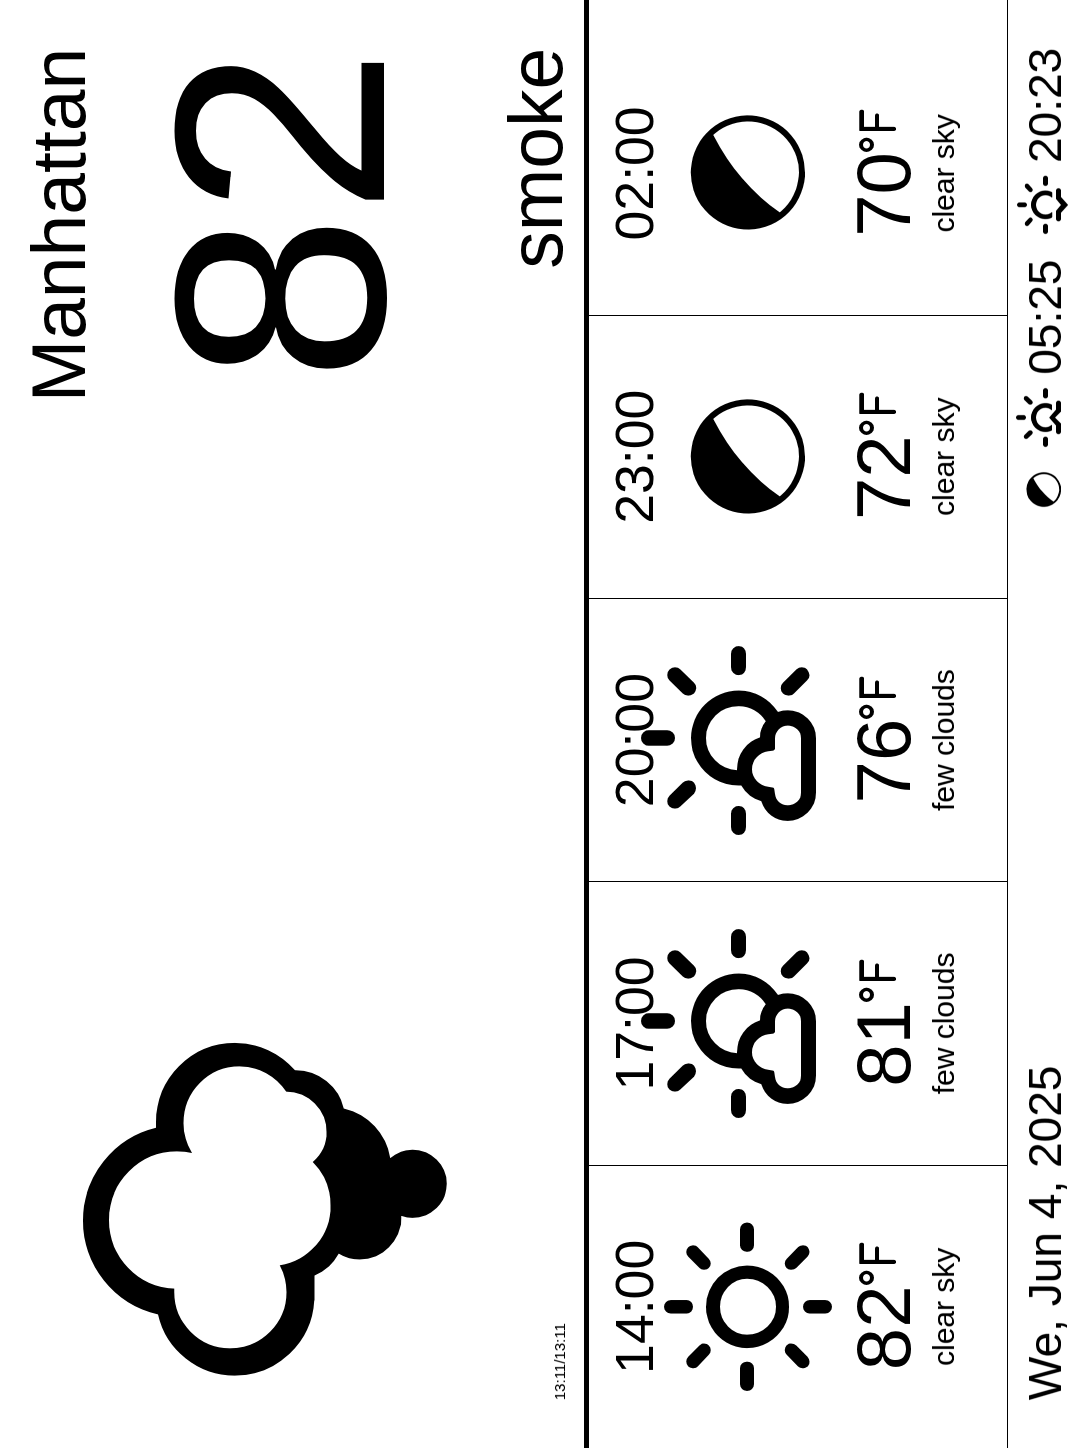 Manhattan
82
smoke
13:11/13:11
14:00 17:00 20:00 23:00 02:00
82°F 81°F 76°F 72°F 70°F
clear sky few clouds few clouds clear sky clear sky
We, Jun 4, 2025 05:25 20:23